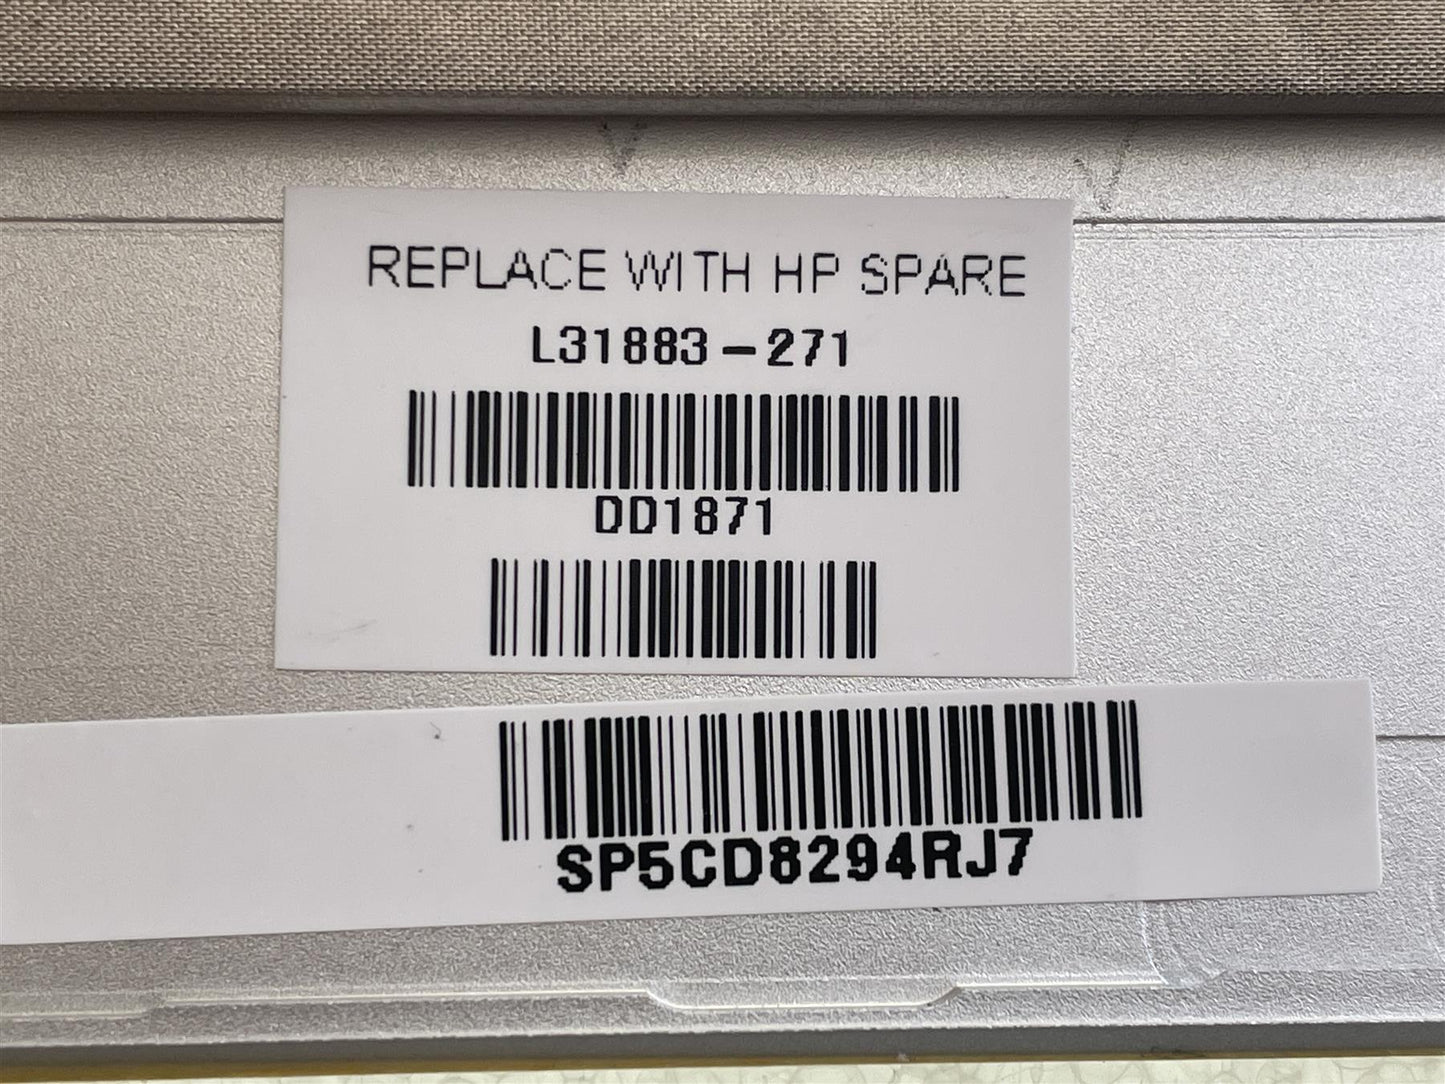 REPLACE WITH HP SPARE
L31883-271
DD1871
SP5CD8294RJ7